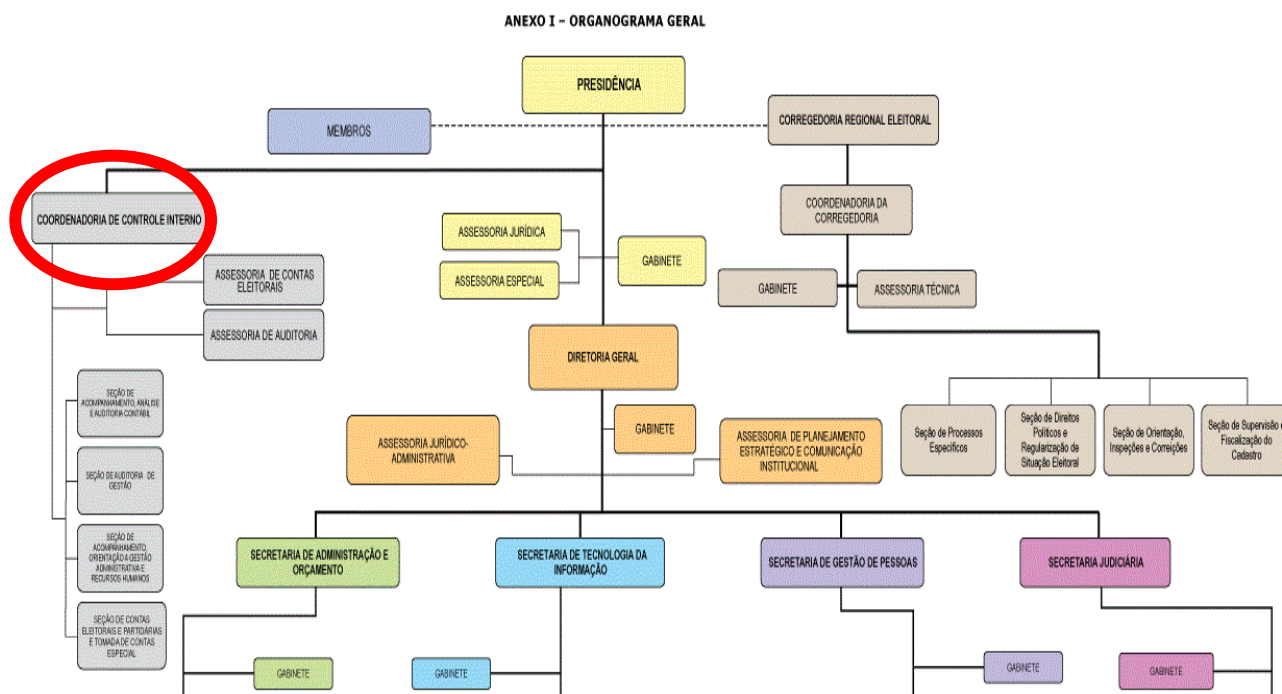 ANEXO I – ORGANOGRAMA GERAL
PRESIDÊNCIA
MEMBROS
CORREGEDORIA REGIONAL ELEITORAL
COORDENADORIA DE CONTROLE INTERNO
COORDENADORIA DA
CORREGEDORIA
ASSESSORIA JURÍDICA
GABINETE
ASSESSORIA ESPECIAL
ASSESSORIA DE CONTAS
ELEITORAIS
GABINETE
ASSESSORIA TÉCNICA
ASSESSORIA DE AUDITORIA
DIRETORIA GERAL
SEÇÃO DE
ACOMPANHAMENTO, ANÁLISE
E AUDITORIA CONTÁBIL
GABINETE
ASSESSORIA JURÍDICO-
ADMINISTRATIVA
ASSESSORIA DE PLANEJAMENTO
ESTRATÉGICO E COMUNICAÇÃO
INSTITUCIONAL
Seção de Processos
Específicos
Seção de Direitos
Políticos e
Regularização de
Situação Eleitoral
Seção de Orientação,
Inspeções e Correições
Seção de Supervisão e
Fiscalização do
Cadastro
SEÇÃO DE AUDITORIA DE
GESTÃO
SEÇÃO DE
ACOMPANHAMENTO,
ORIENTAÇÃO A GESTÃO
ADMINISTRATIVA E
RECURSOS HUMANOS
SECRETARIA DE ADMINISTRAÇÃO E
ORÇAMENTO
SECRETARIA DE TECNOLOGIA DA
INFORMAÇÃO
SECRETARIA DE GESTÃO DE PESSOAS
SECRETARIA JUDICIÁRIA
SEÇÃO DE CONTAS
ELEITORAIS E PARTIDÁRIAS
E TOMADA DE CONTAS
ESPECIAL
GABINETE
GABINETE
GABINETE
GABINETE